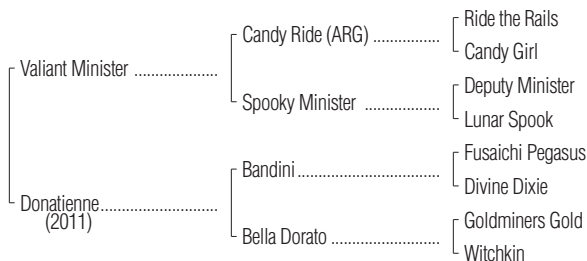 Ride the Rails
Candy Ride (ARG) ..................
Candy Girl
Valiant Minister ......................
Deputy Minister
Spooky Minister ....................
Lunar Spook
Fusaichi Pegasus
Bandini....................................
Divine Dixie
Donatienne..............................
(2011)
Goldminers Gold
Bella Dorato ...........................
Witchkin